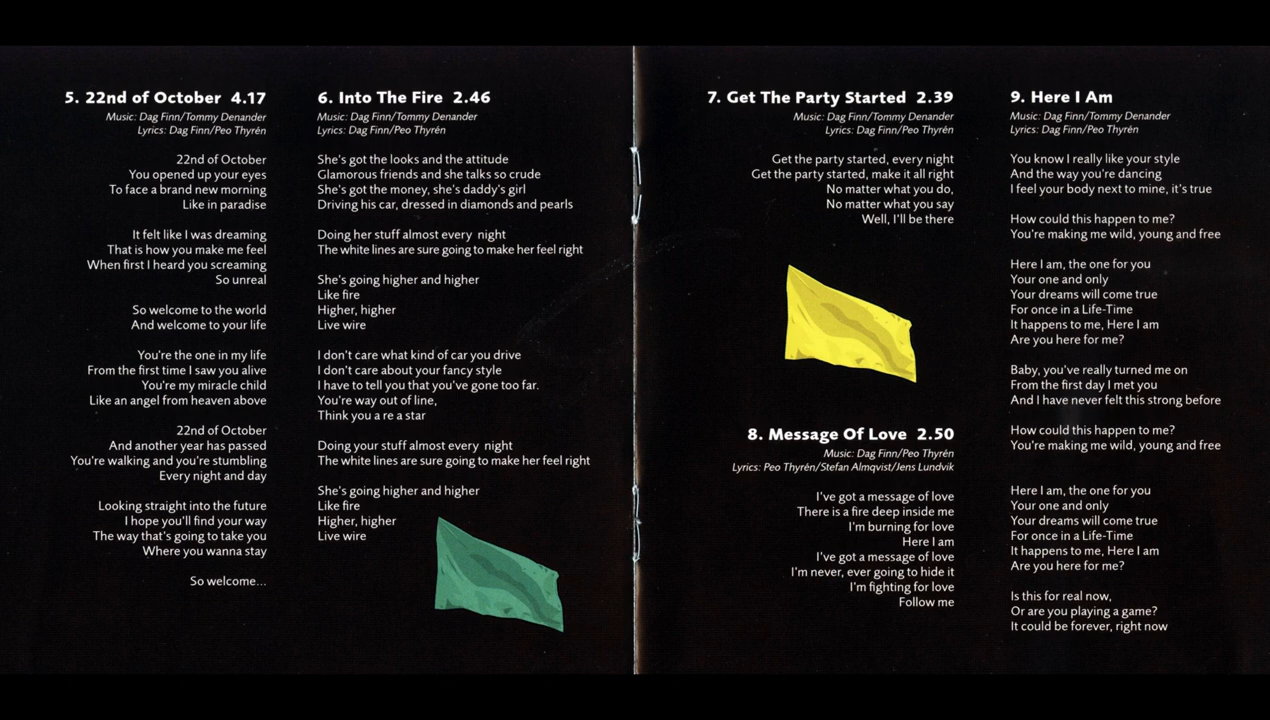 5. 22nd of October 4.17
Music: Dag Finn/Tommy Denander
Lyrics: Dag Finn/Peo Thyrén
22nd of October
You opened up your eyes
To face a brand new morning
Like in paradise
It felt like I was dreaming
That is how you make me feel
When first I heard you screaming
So unreal
So welcome to the world
And welcome to your life
You're the one in my life
From the first time I saw you alive
You're my miracle child
Like an angel from heaven above
22nd of October
And another year has passed
You're walking and you're stumbling
Every night and day
Looking straight into the future
I hope you'll find your way
The way that's going to take you
Where you wanna stay
So welcome...
6. Into The Fire 2.46
Music: Dag Finn/Tommy Denander
Lyrics: Dag Finn/Peo Thyrén
She's got the looks and the attitude
Glamorous friends and she talks so crude
She's got the money, she's daddy's girl
Driving his car, dressed in diamonds and pearls
Doing her stuff almost every night
The white lines are sure going to make her feel right
She's going higher and higher
Like fire
Higher, higher
Live wire
I don't care what kind of car you drive
I don't care about your fancy style
I have to tell you that you've gone too far.
You're way out of line,
Think you a re a star
Doing your stuff almost every night
The white lines are sure going to make her feel right
She's going higher and higher
Like fire
Higher, higher
Live wire
7. Get The Party Started 2.39
Music: Dag Finn/Tommy Denander
Lyrics: Dag Finn/Peo Thyrén
Get the party started, every night
Get the party started, make it all right
No matter what you do,
No matter what you say
Well, I'll be there
8. Message Of Love 2.50
Music: Dag Finn/Peo Thyrén
Lyrics: Peo Thyrén/Stefan Almqvist/Jens Lundvik
I've got a message of love
There is a fire deep inside me
I'm burning for love
Here I am
I've got a message of love
I'm never, ever going to hide it
I'm fighting for love
Follow me
9. Here I Am
Music: Dag Finn/Tommy Denander
Lyrics: Dag Finn/Peo Thyrén
You know I really like your style
And the way you're dancing
I feel your body next to mine, it's true
How could this happen to me?
You're making me wild, young and free
Here I am, the one for you
Your one and only
Your dreams will come true
For once in a Life-Time
It happens to me, Here I am
Are you here for me?
Baby, you've really turned me on
From the first day I met you
And I have never felt this strong before
How could this happen to me?
You're making me wild, young and free
Here I am, the one for you
Your one and only
Your dreams will come true
For once in a Life-Time
It happens to me, Here I am
Are you here for me?
Is this for real now,
Or are you playing a game?
It could be forever, right now